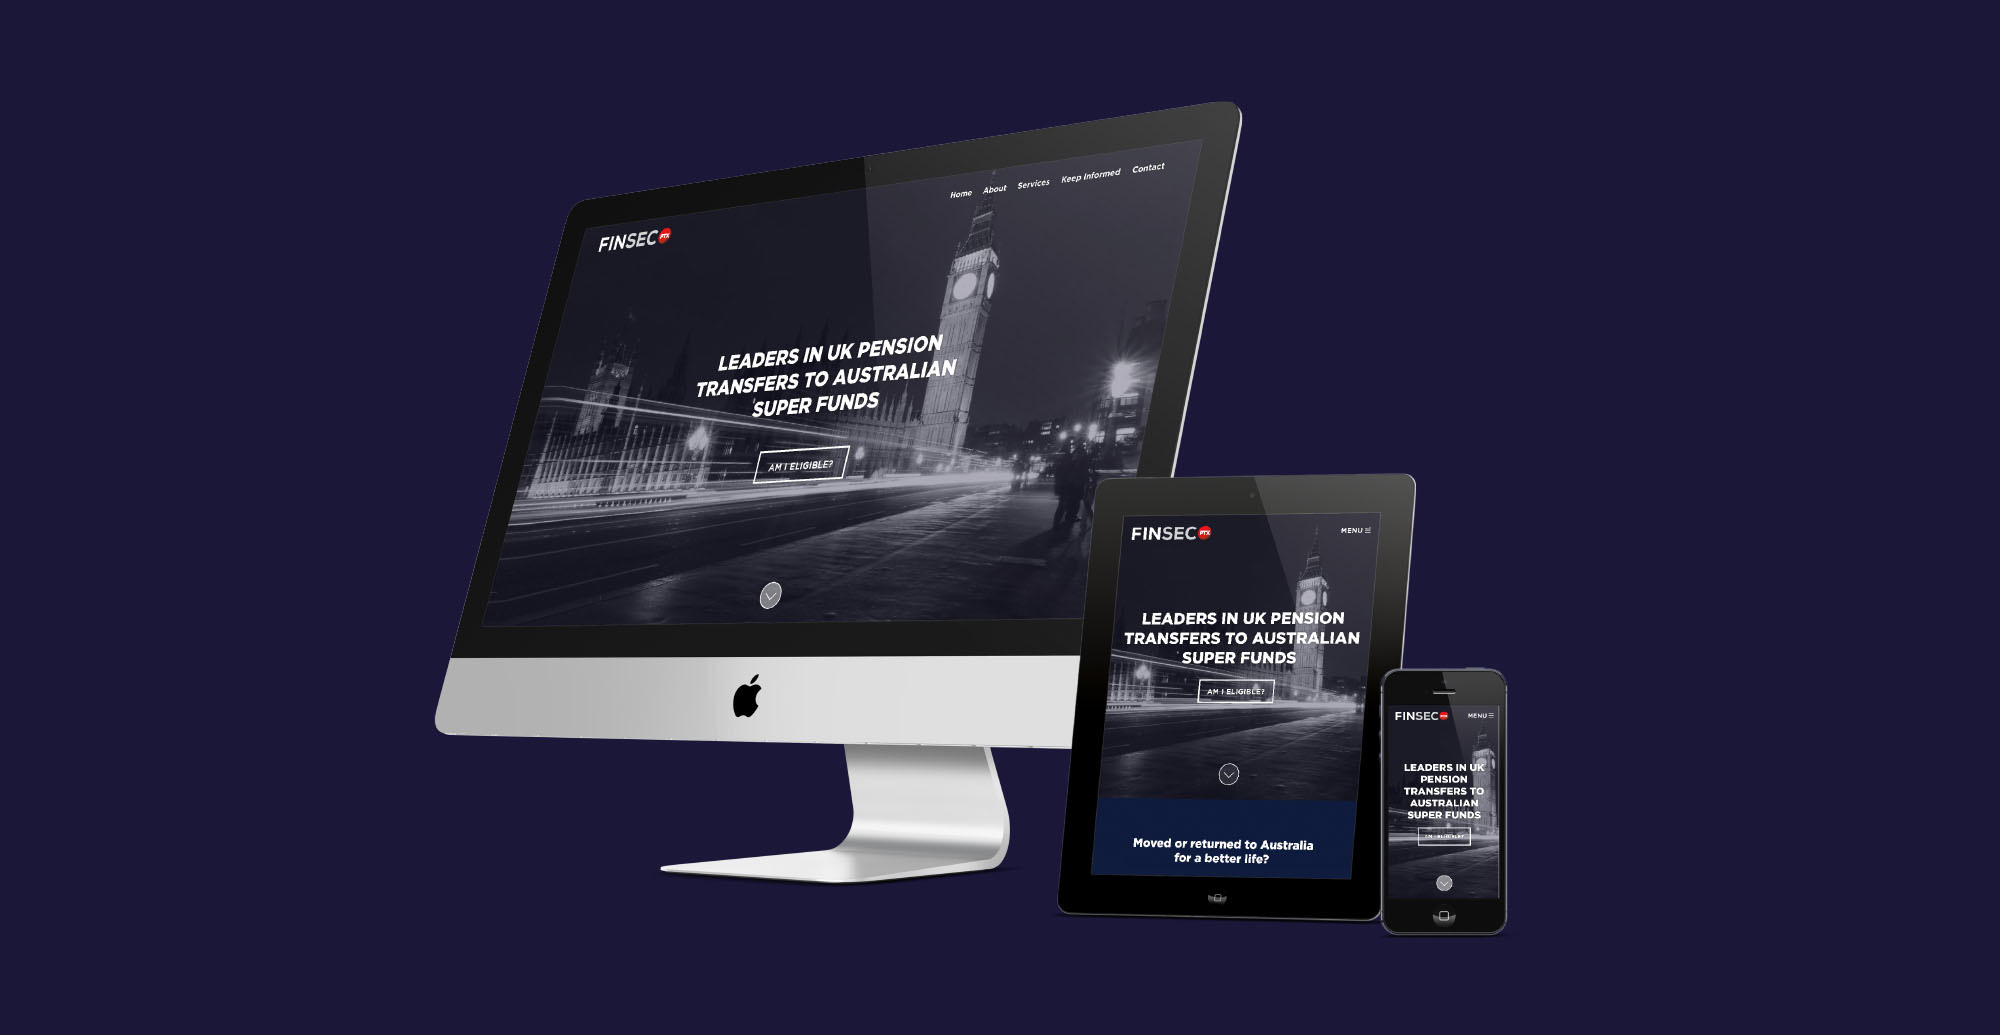 Home About Services Keep Informed Contact
FINSEC PTX
LEADERS IN UK PENSION
TRANSFERS TO AUSTRALIAN
SUPER FUNDS
AM I ELIGIBLE?
FINSEC PTX
MENU
LEADERS IN UK PENSION
TRANSFERS TO AUSTRALIAN
SUPER FUNDS
AM I ELIGIBLE?
Moved or returned to Australia
for a better life?
FINSEC PTX
MENU
LEADERS IN UK
PENSION
TRANSFERS TO
AUSTRALIAN
SUPER FUNDS
AM I ELIGIBLE?